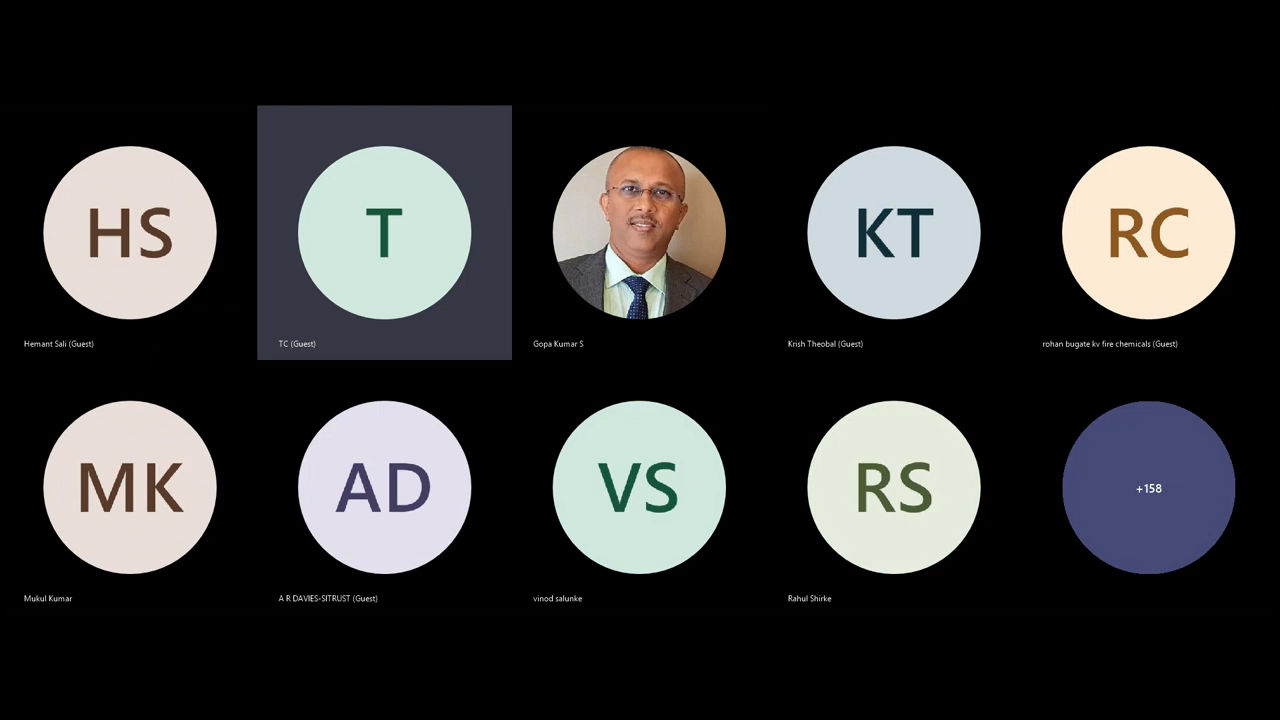 HS
T
KT
RC
Hemant Sali (Guest)
TC (Guest)
Gopa Kumar S
Krish Theobal (Guest)
rohan bugate kv fire chemicals (Guest)
MK
AD
VS
RS
+158
Mukul Kumar
A R DAVIES-SITRUST (Guest)
vinod salunke
Rahul Shirke